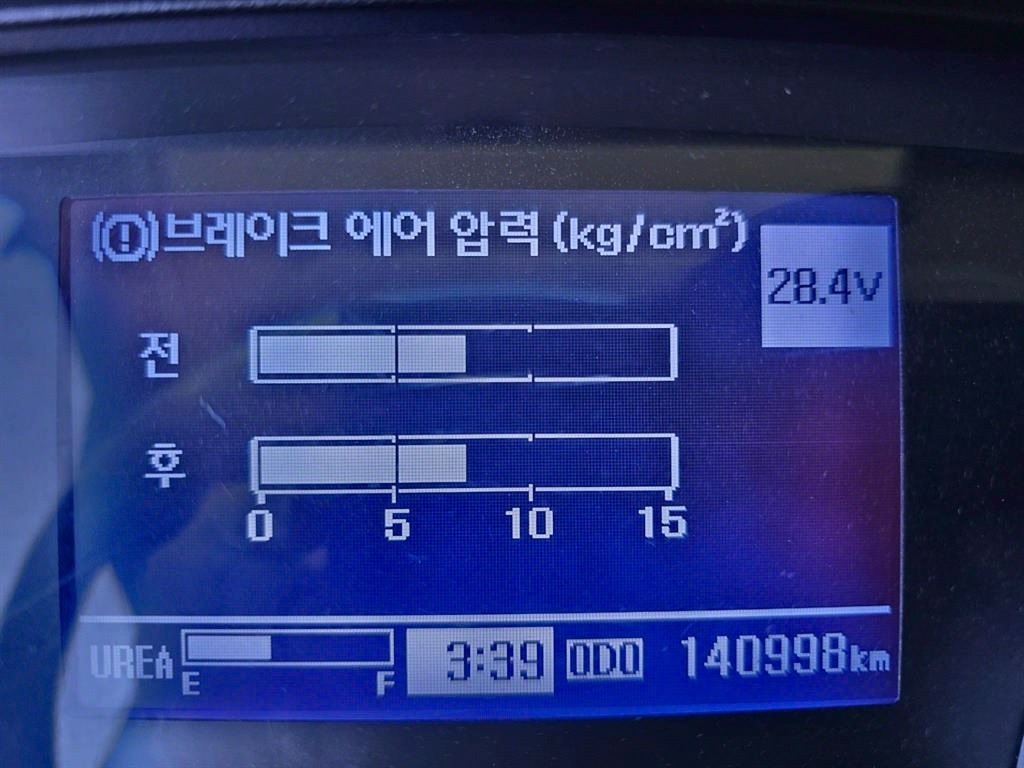 (!)브레이크 에어 압력 (kg/cm²)
28.4V
전
후
0 5 10 15
UREA E F 3:39 ODO 140998km